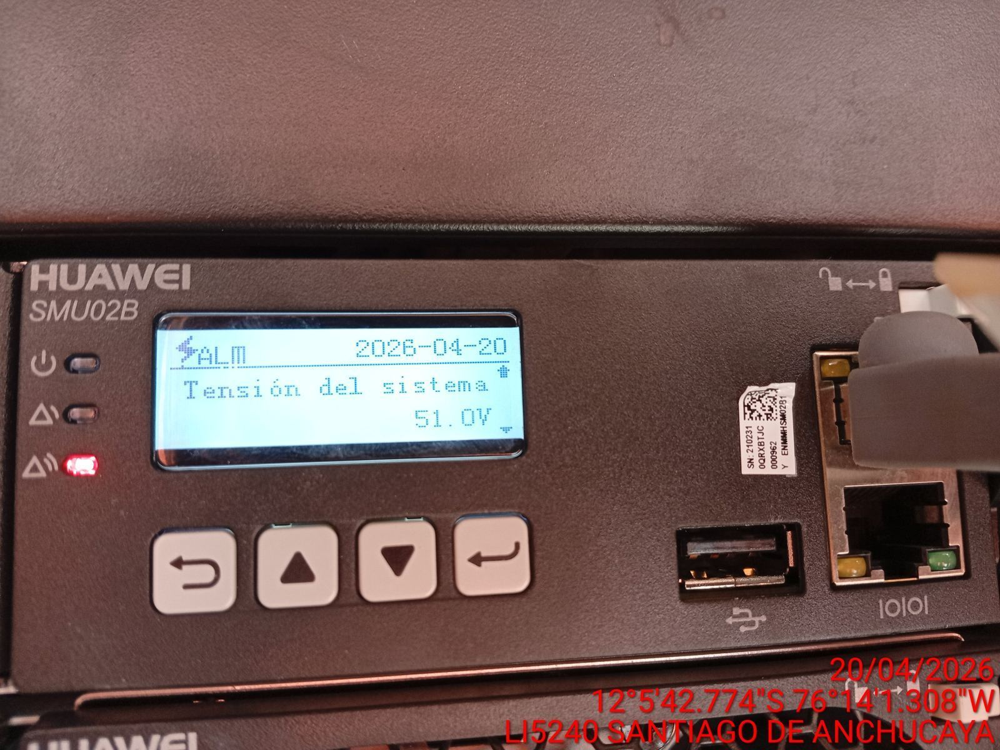 HUAWEI
SMU02B
ALM 2026-04-20
Tensión del sistema
51.0V
SN:210231
0QRXBTJC
000962
Y ENMMHSM02B1
|O|O|
20/04/2026
12°5'42.774"S 76°14'1.308"W
LI5240 SANTIAGO DE ANCHUCAYA
HUAWEI